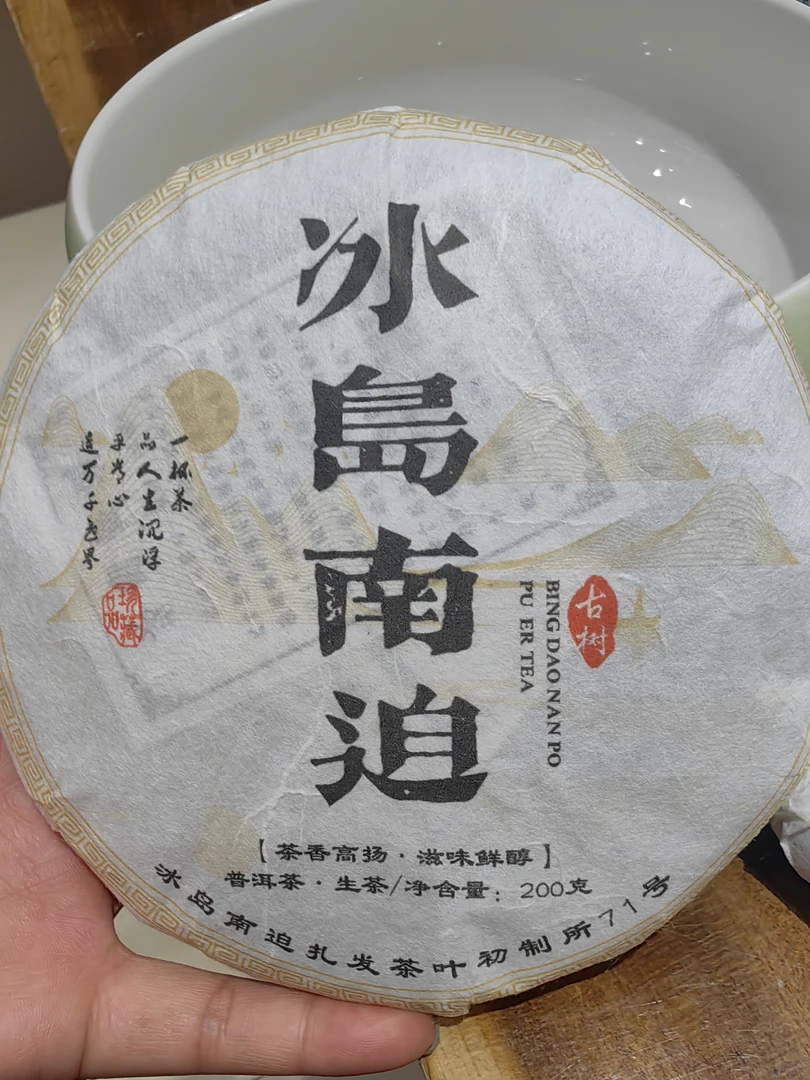 冰島南迫
古树
BING DAO NAN PO
PU ER TEA
一杯茶
品人生沉浮
平常心
造万千世界
珍藏品
【茶香高扬·滋味鲜醇】
普洱茶·生茶/净含量：200克
冰岛南迫扎发茶叶初制所71号